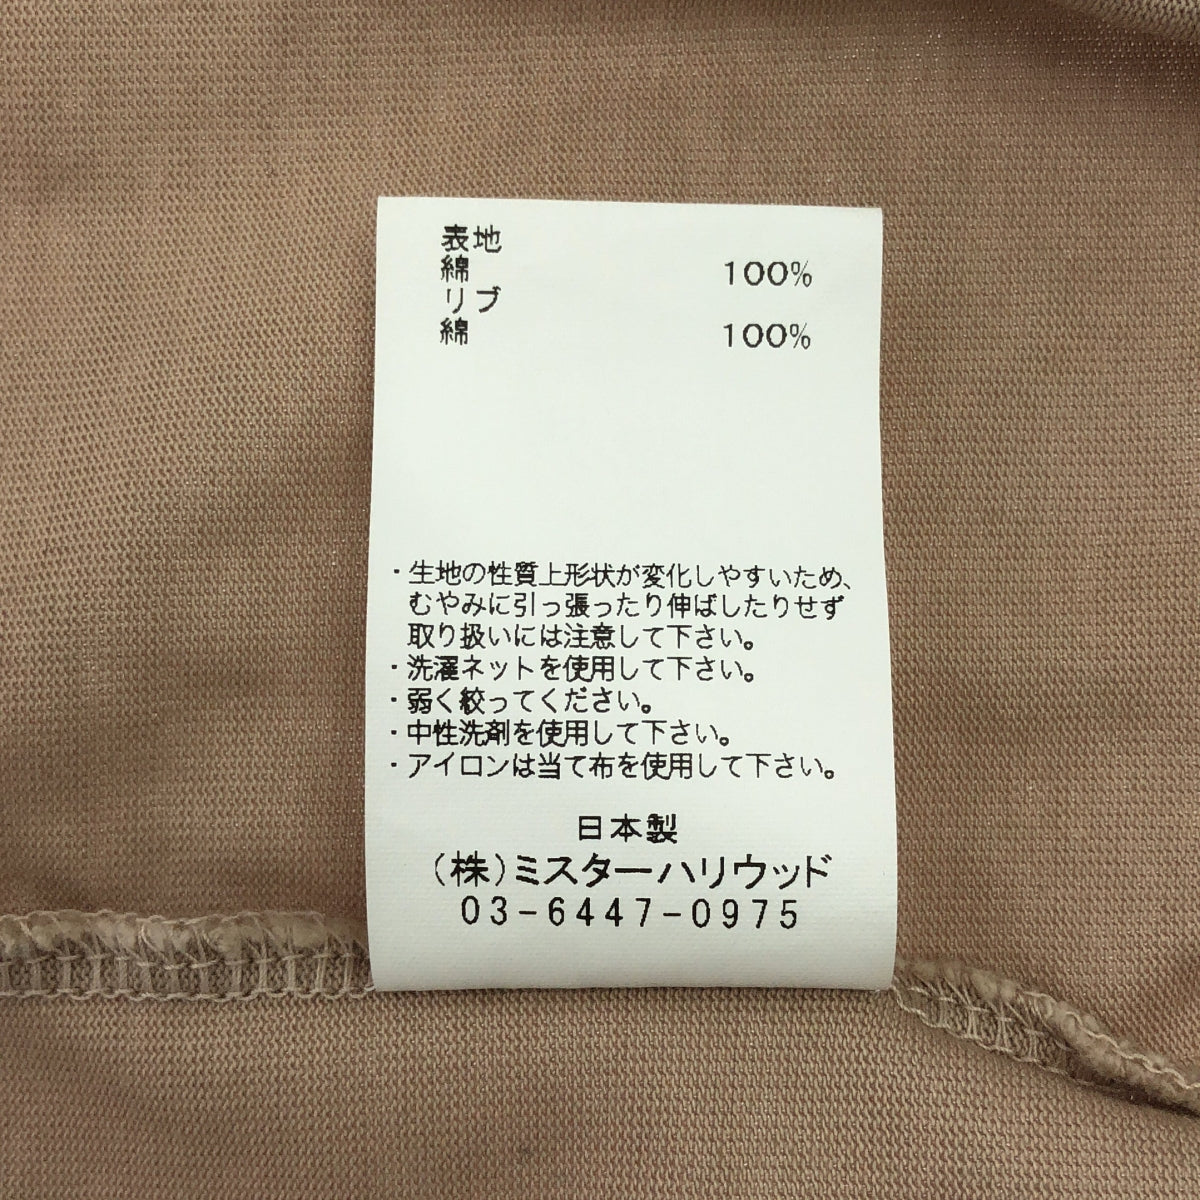 表地
綿 100%
リブ
綿 100%
・生地の性質上形状が変化しやすいため、
むやみに引っ張ったり伸ばしたりせず
取り扱いには注意して下さい。
・洗濯ネットを使用して下さい。
・弱く絞ってください。
・中性洗剤を使用して下さい。
・アイロンは当て布を使用して下さい。
日本製
(株)ミスターハリウッド
03-6447-0975